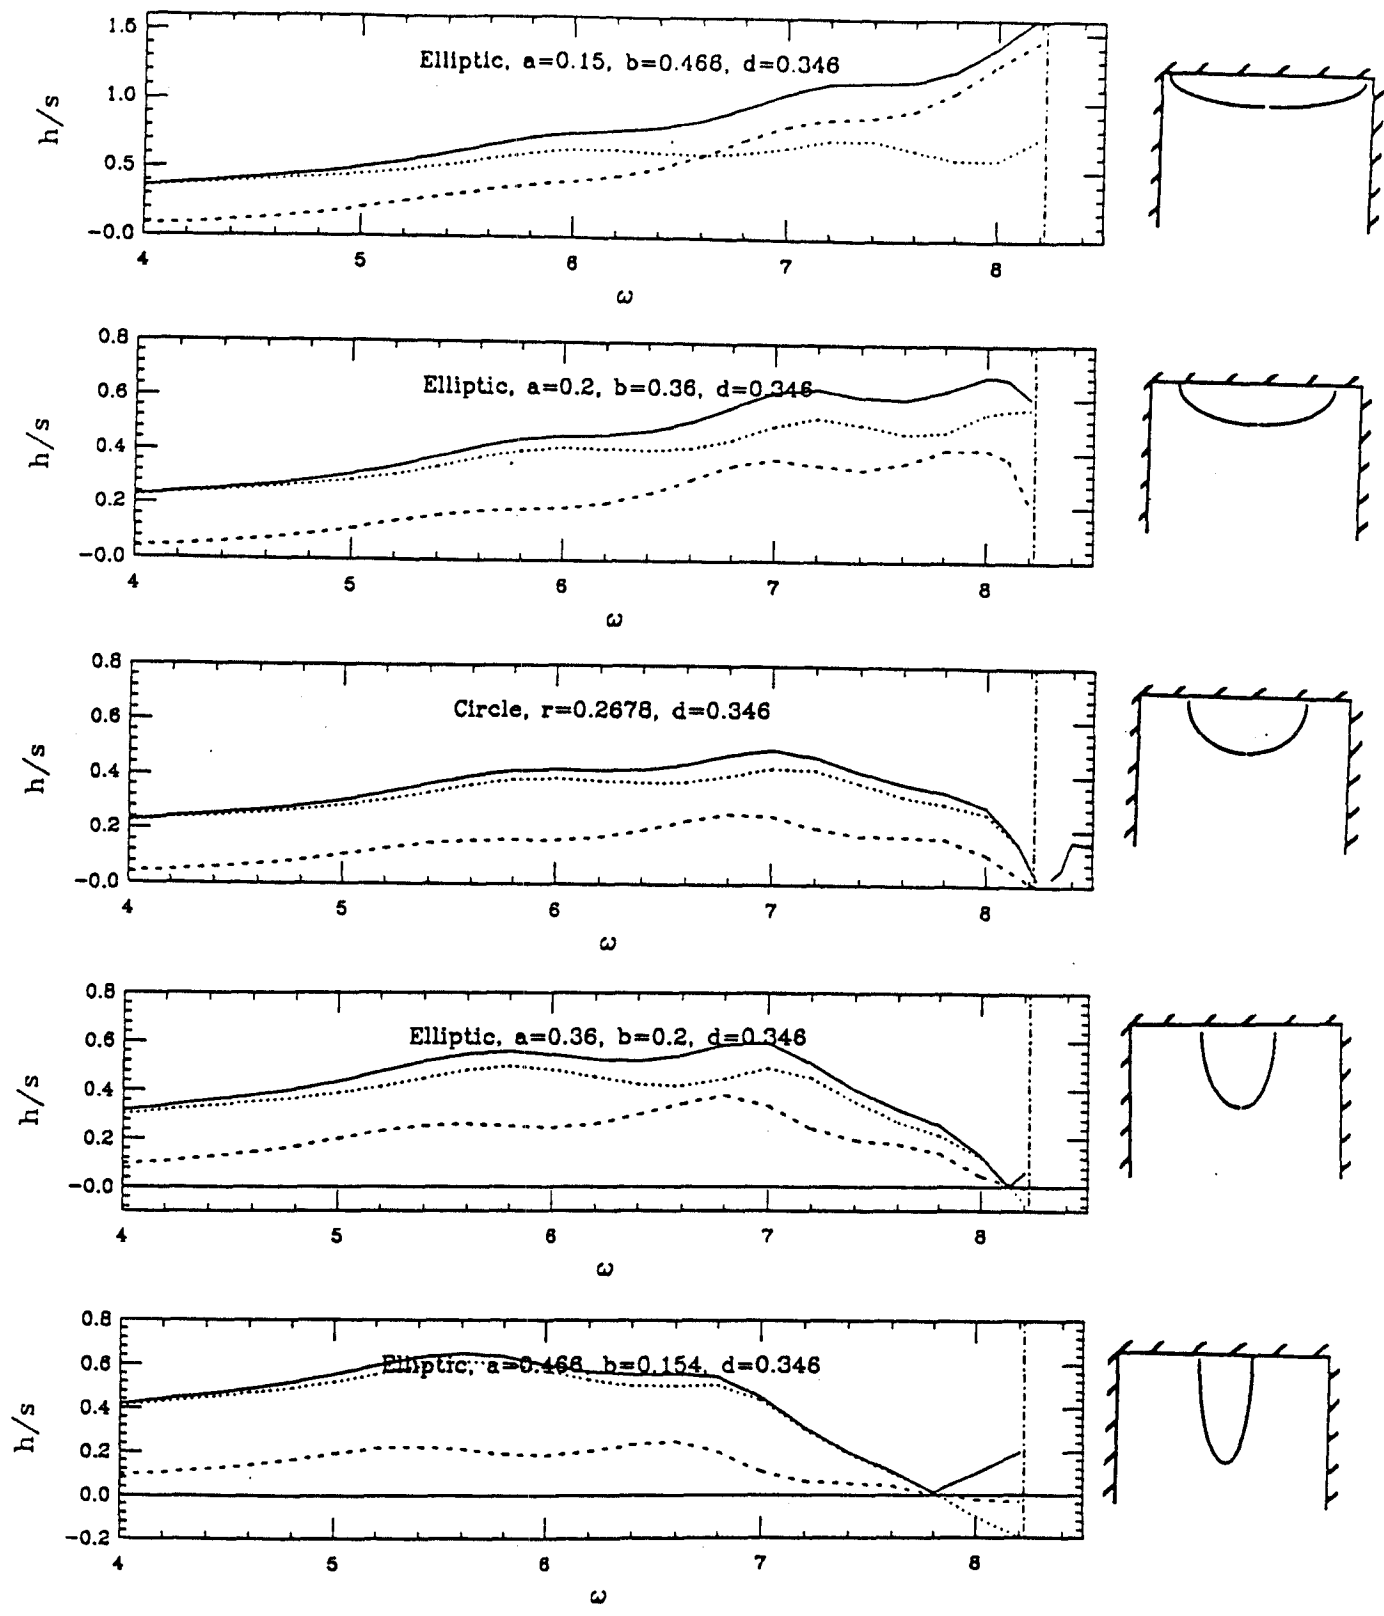 1.5
1.0
0.5
-0.0
h/s
Elliptic, a=0.15, b=0.468, d=0.346
4 5 6 7 8
ω
0.8
0.6
0.4
0.2
-0.0
h/s
Elliptic, a=0.2, b=0.36, d=0.346
4 5 6 7 8
ω
0.8
0.6
0.4
0.2
-0.0
h/s
Circle, r=0.2678, d=0.346
4 5 6 7 8
ω
0.8
0.6
0.4
0.2
-0.0
h/s
Elliptic, a=0.36, b=0.2, d=0.346
4 5 6 7 8
ω
0.8
0.6
0.4
0.2
0.0
-0.2
h/s
Elliptic, a=0.468, b=0.154, d=0.346
4 5 6 7 8
ω